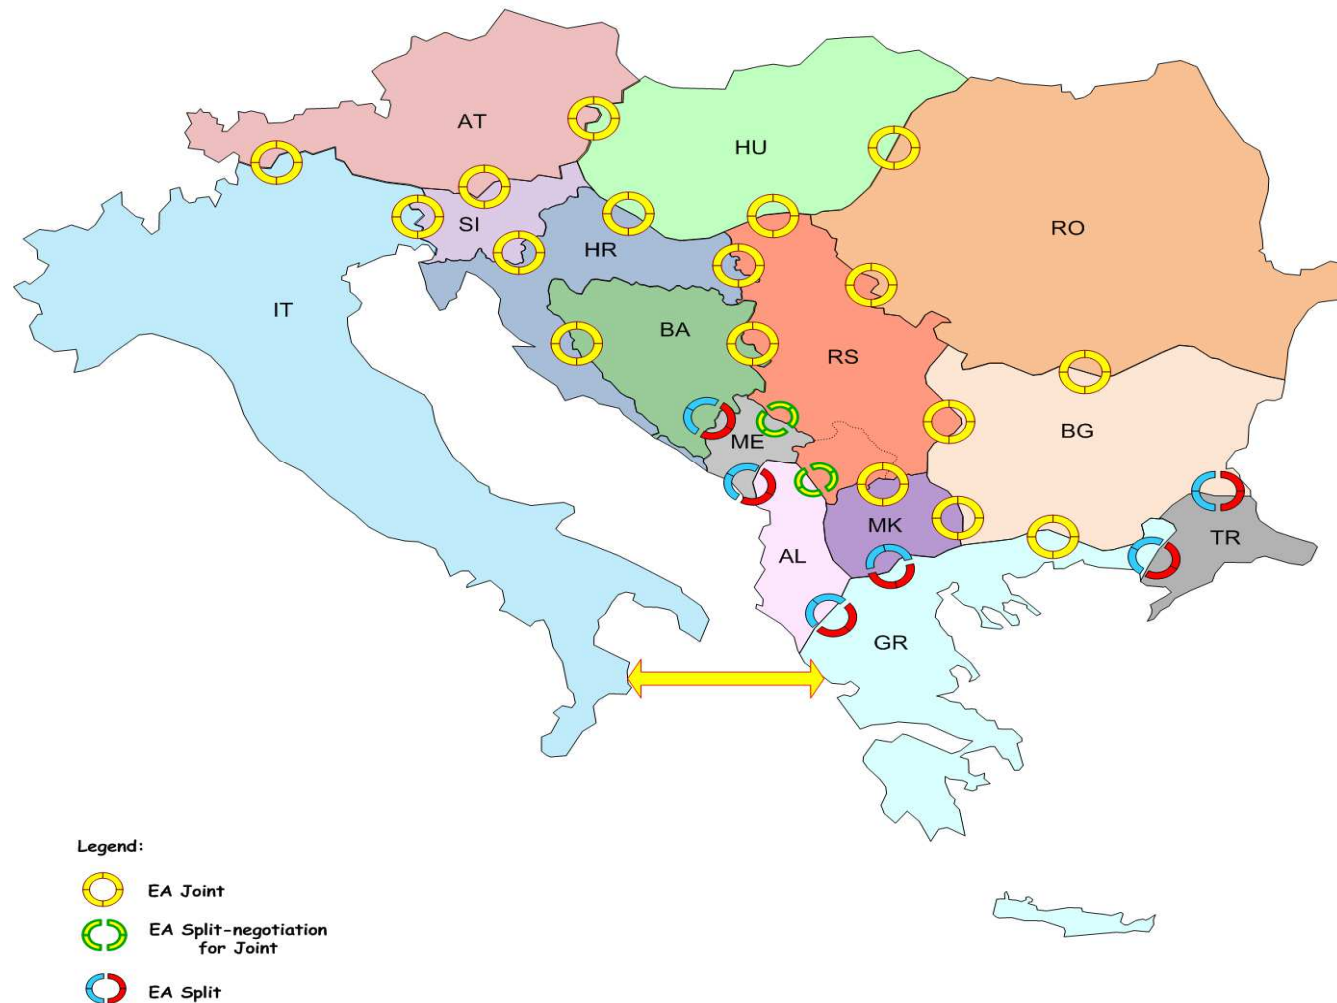 AT
HU
SI
RO
HR
IT
BA
RS
BG
ME
MK
TR
AL
GR
Legend:
EA Joint
EA Split-negotiation
for Joint
EA Split